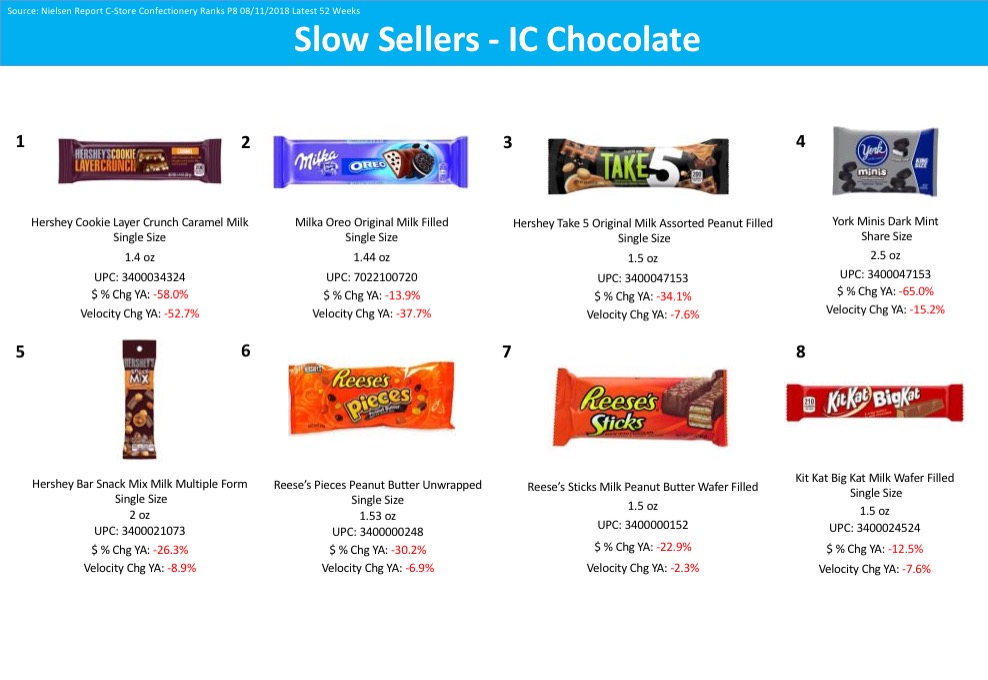 Source: Nielsen Report C-Store Confectionery Ranks P8 08/11/2018 Latest 52 Weeks
Slow Sellers - IC Chocolate
1
HERSHEY'S COOKIE
LAYER CRUNCH
CARAMEL
2
Milka
OREO
3
TAKE 5
200
4
York
minis
KING SIZE
Hershey Cookie Layer Crunch Caramel Milk
Single Size
1.4 oz
UPC: 3400034324
$ % Chg YA: -58.0%
Velocity Chg YA: -52.7%
Milka Oreo Original Milk Filled
Single Size
1.44 oz
UPC: 7022100720
$ % Chg YA: -13.9%
Velocity Chg YA: -37.7%
Hershey Take 5 Original Milk Assorted Peanut Filled
Single Size
1.5 oz
UPC: 3400047153
$ % Chg YA: -34.1%
Velocity Chg YA: -7.6%
York Minis Dark Mint
Share Size
2.5 oz
UPC: 3400047153
$ % Chg YA: -65.0%
Velocity Chg YA: -15.2%
5
HERSHEY'S
SNACK
MIX
6
HERSHEY'S
Reese's
Pieces
Peanut Butter
7
Reese's
Sticks
8
210
KitKat BigKat
Hershey Bar Snack Mix Milk Multiple Form
Single Size
2 oz
UPC: 3400021073
$ % Chg YA: -26.3%
Velocity Chg YA: -8.9%
Reese's Pieces Peanut Butter Unwrapped
Single Size
1.53 oz
UPC: 3400000248
$ % Chg YA: -30.2%
Velocity Chg YA: -6.9%
Reese's Sticks Milk Peanut Butter Wafer Filled
1.5 oz
UPC: 3400000152
$ % Chg YA: -22.9%
Velocity Chg YA: -2.3%
Kit Kat Big Kat Milk Wafer Filled
Single Size
1.5 oz
UPC: 3400024524
$ % Chg YA: -12.5%
Velocity Chg YA: -7.6%